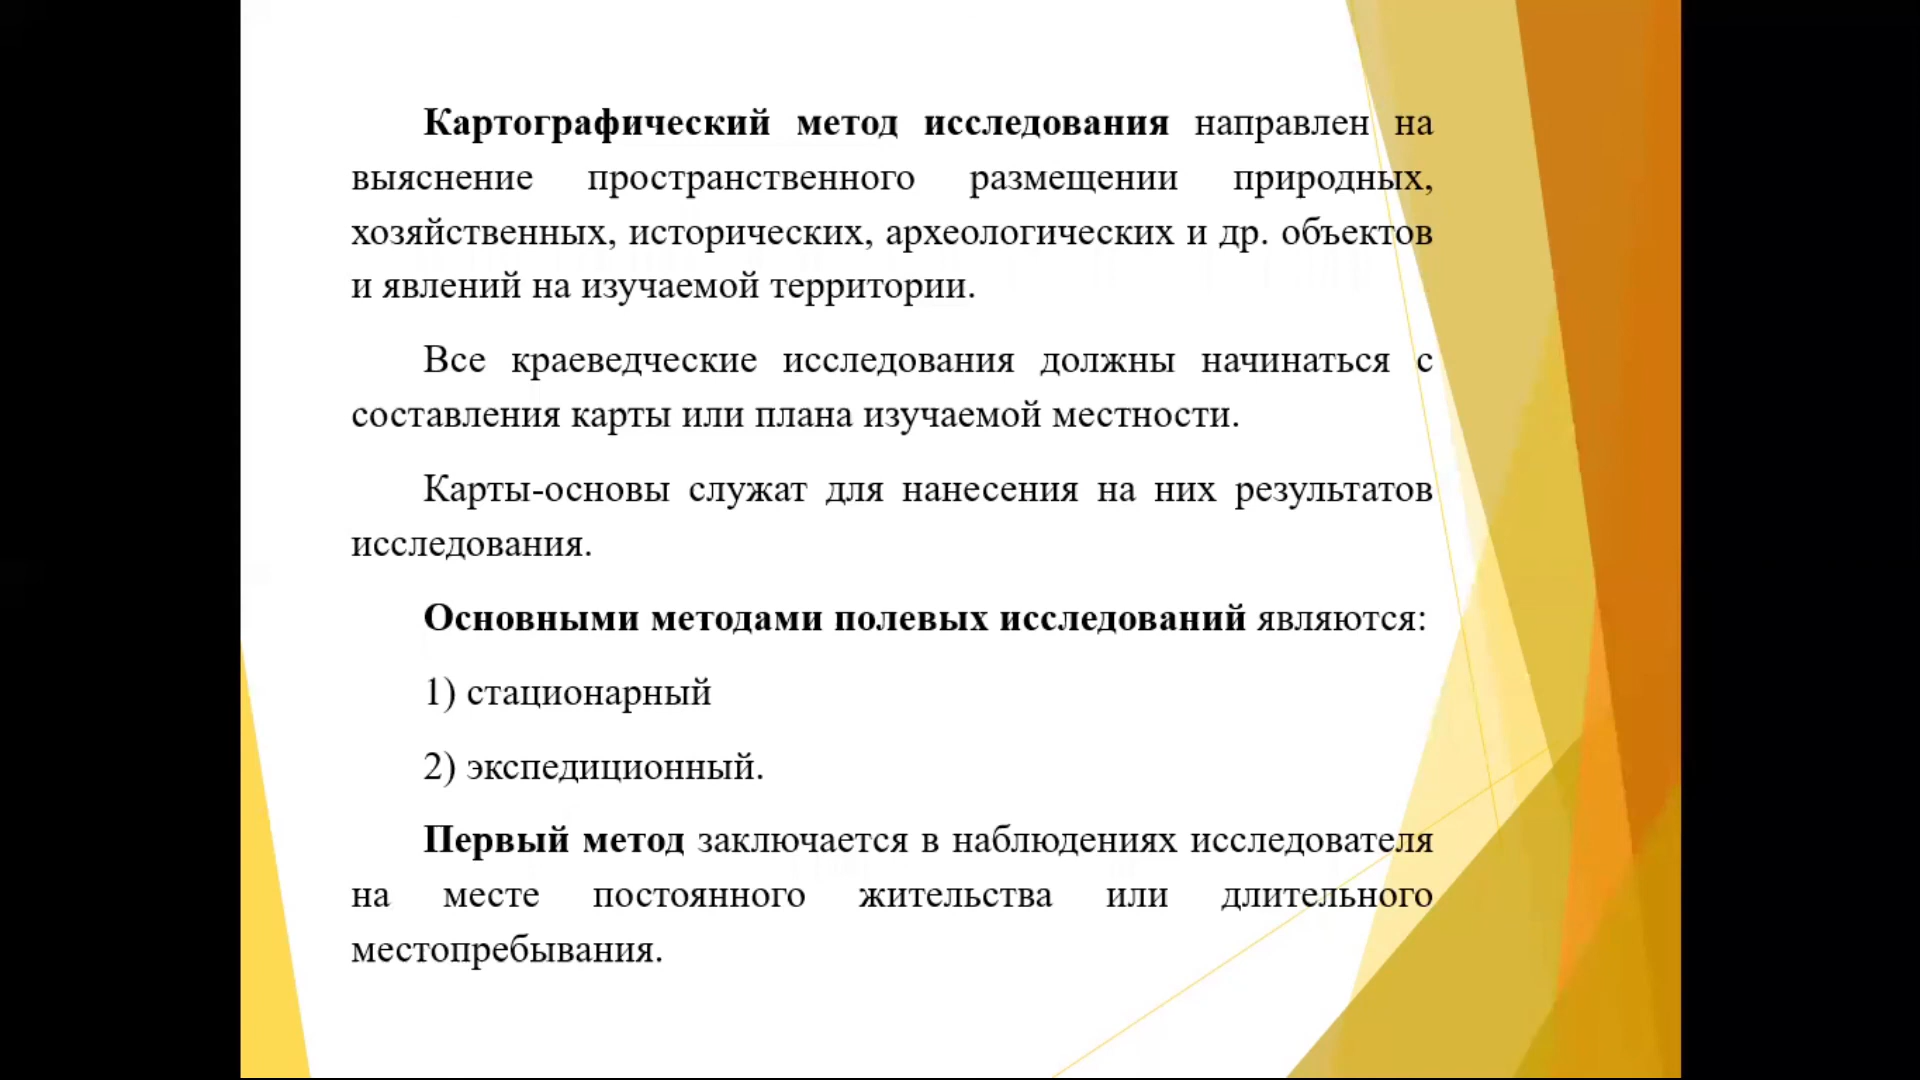 Картографический метод исследования направлен на
выяснение пространственного размещении природных,
хозяйственных, исторических, археологических и др. объектов
и явлений на изучаемой территории.
Все краеведческие исследования должны начинаться с
составления карты или плана изучаемой местности.
Карты-основы служат для нанесения на них результатов
исследования.
Основными методами полевых исследований являются:
1) стационарный
2) экспедиционный.
Первый метод заключается в наблюдениях исследователя
на месте постоянного жительства или длительного
местопребывания.